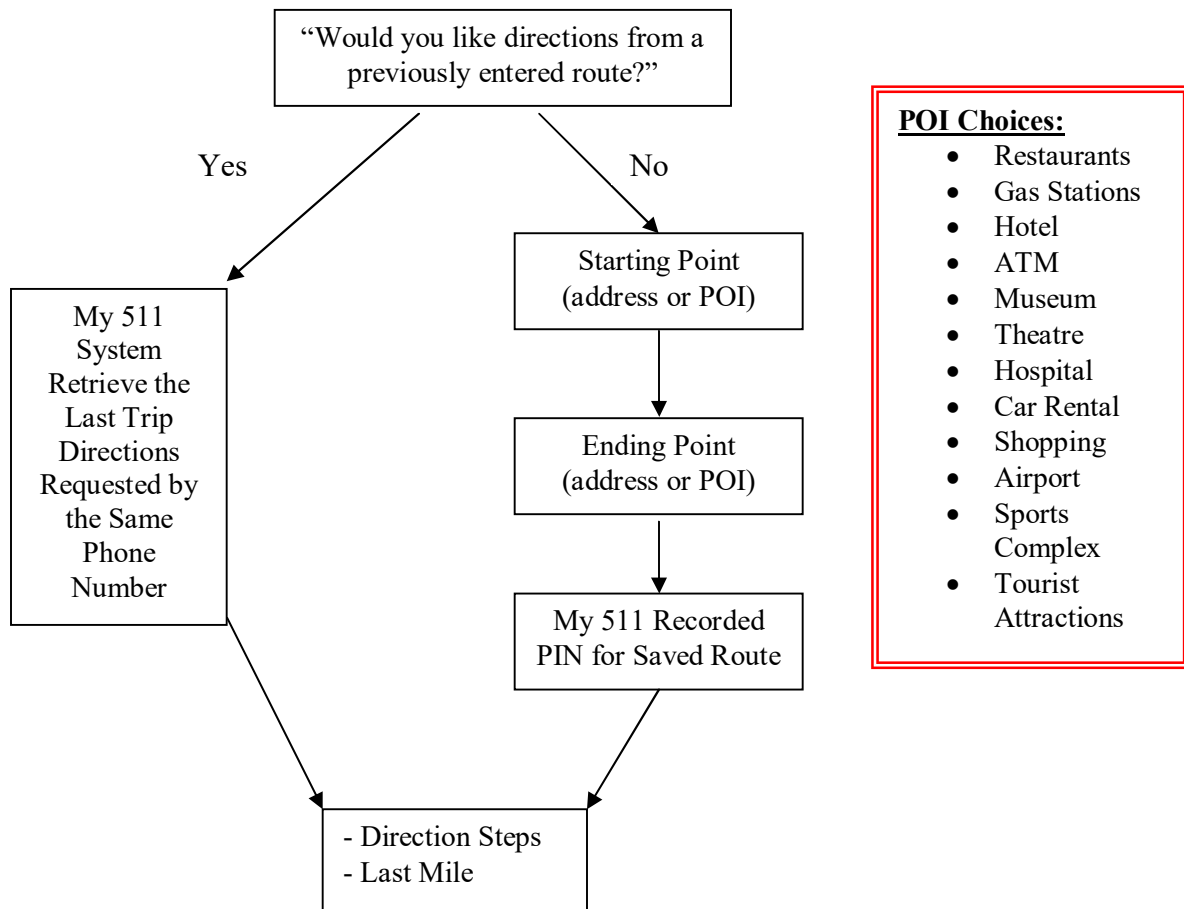 “Would you like directions from a
previously entered route?”
Yes
No
My 511
System
Retrieve the
Last Trip
Directions
Requested by
the Same
Phone
Number
Starting Point
(address or POI)
Ending Point
(address or POI)
My 511 Recorded
PIN for Saved Route
- Direction Steps
- Last Mile
POI Choices:
• Restaurants
• Gas Stations
• Hotel
• ATM
• Museum
• Theatre
• Hospital
• Car Rental
• Shopping
• Airport
• Sports
Complex
• Tourist
Attractions